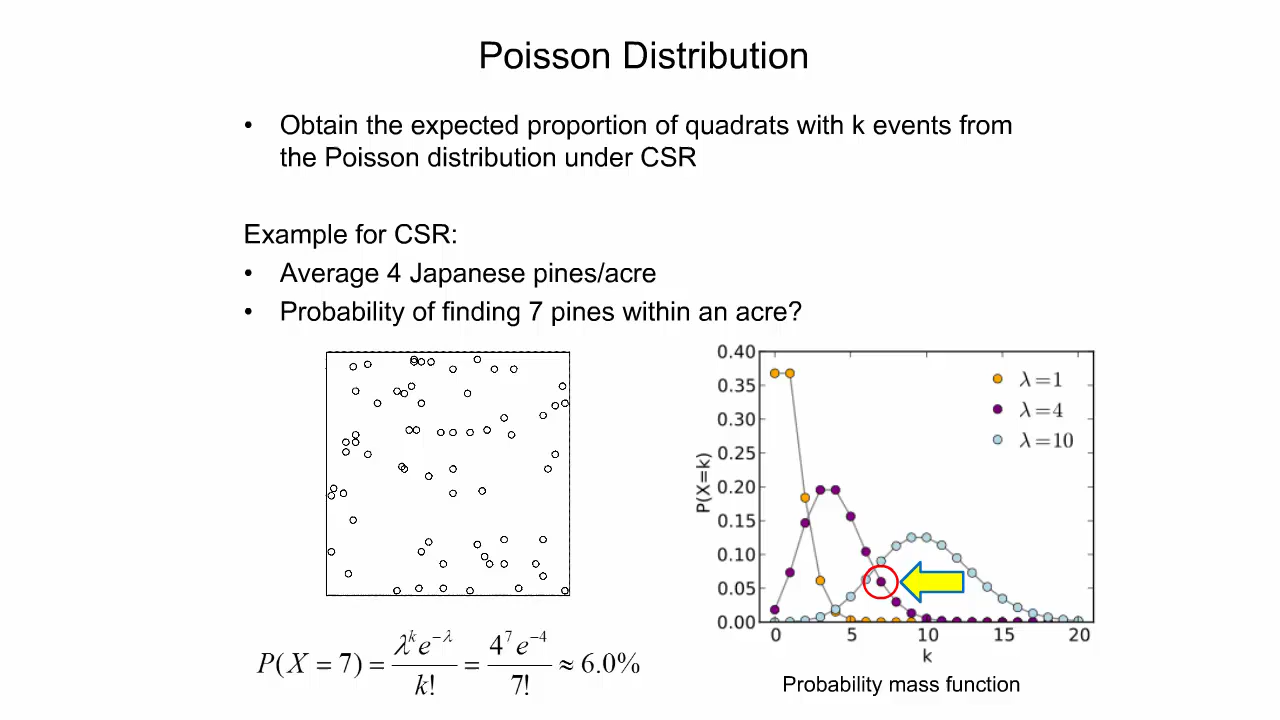 Poisson Distribution
• Obtain the expected proportion of quadrats with k events from
the Poisson distribution under CSR
Example for CSR:
• Average 4 Japanese pines/acre
• Probability of finding 7 pines within an acre?
P(X = 7) = λ^k e^−λ / k! = 4^7 e^−4 / 7! ≈ 6.0%
0.40
0.35
0.30
0.25
0.20
0.15
0.10
0.05
0.00
P(X=k)
λ=1
λ=4
λ=10
0 5 10 15 20
k
Probability mass function